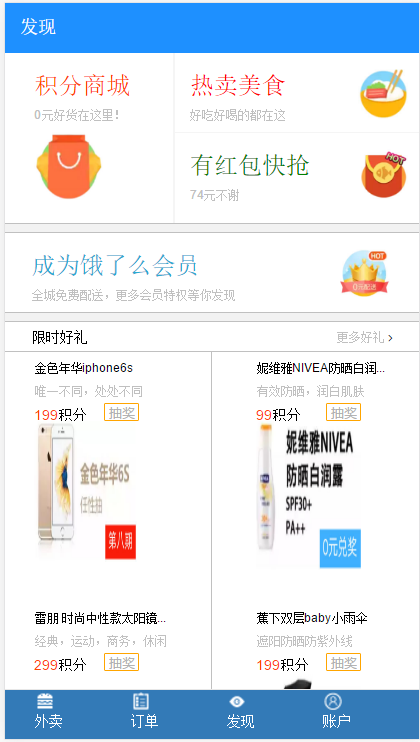 发现
积分商城
0元好货在这里!
热卖美食
好吃好喝的都在这
有红包快抢
74元不谢
HOT
成为饿了么会员
全城免费配送，更多会员特权等你发现
HOT
0元配送
限时好礼
更多好礼>
金色年华iphone6s
唯一不同，处处不同
199积分 抽奖
金色年华6S
任性抽
第八期
妮维雅NIVEA防晒白润...
有效防晒，润白肌肤
99积分 抽奖
妮维雅NIVEA
防晒白润露
SPF30+
PA++
0元兑奖
雷朋 时尚中性款太阳镜...
经典，运动，商务，休闲
299积分 抽奖
蕉下双层baby小雨伞
遮阳防晒防紫外线
199积分 抽奖
外卖
订单
发现
账户